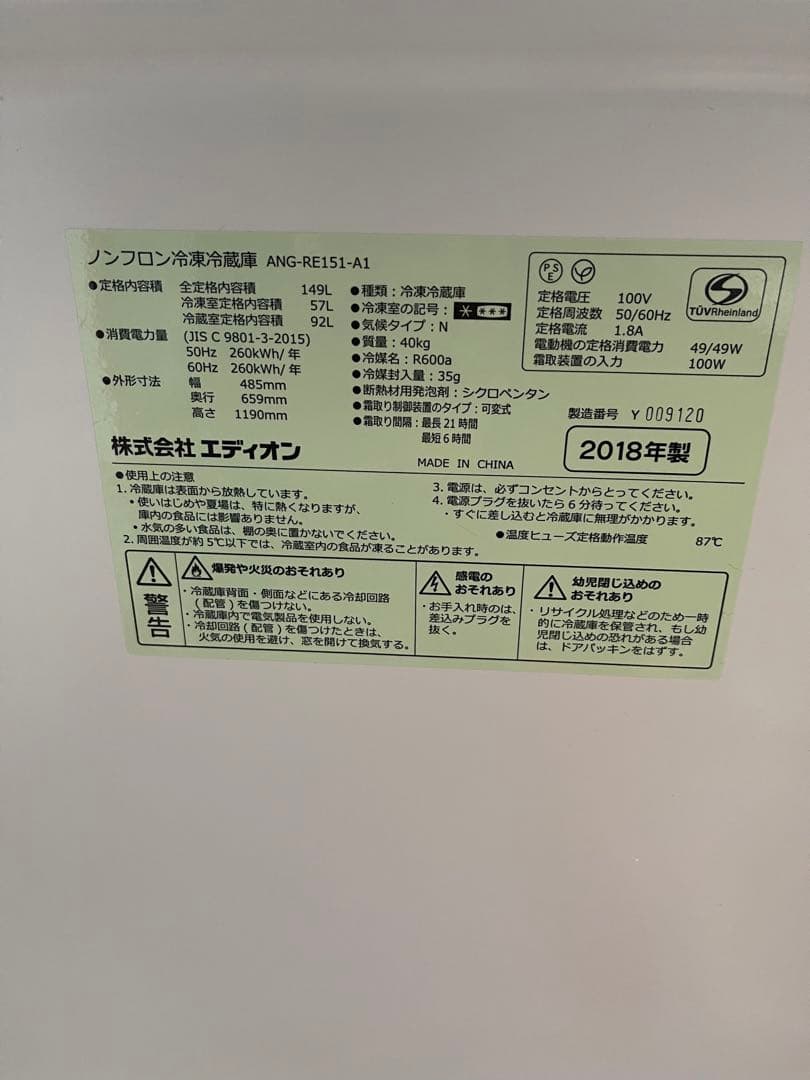 ノンフロン冷凍冷蔵庫 ANG-RE151-A1
●定格内容積 全定格内容積 149L
冷凍室定格内容積 57L
冷蔵室定格内容積 92L
●消費電力量 (JIS C 9801-3-2015)
50Hz 260kWh/年
60Hz 260kWh/年
●外形寸法 幅 485mm
奥行 659mm
高さ 1190mm
●種類:冷凍冷蔵庫
●冷凍室の記号:
●気候タイプ:N
●質量:40kg
●冷媒名:R600a
●冷媒封入量:35g
●断熱材用発泡剤:シクロペンタン
●霜取り制御装置のタイプ:可変式
●霜取り間隔:最長21時間
最短6時間
PSE
定格電圧 100V
定格周波数 50/60Hz
定格電流 1.8A
電動機の定格消費電力 49/49W
霜取装置の入力 100W
TÜVRheinland
製造番号 Y 009120
株式会社 エディオン
MADE IN CHINA
2018年製
●使用上の注意
1. 冷蔵庫は表面から放熱しています。
・使いはじめや夏場は、特に熱くなりますが、
庫内の食品には影響ありません。
・水気の多い食品は、棚の奥に置かないでください。
2. 周囲温度が約5℃以下では、冷蔵室内の食品が凍ることがあります。
3. 電源は、必ずコンセントからとってください。
4. 電源プラグを抜いたら6分待ってください。
・すぐに差し込むと冷蔵庫に無理がかかります。
●温度ヒューズ定格動作温度 87℃
警告
爆発や火災のおそれあり
・冷蔵庫背面・側面などにある冷却回路
(配管)を傷つけない。
・冷蔵庫内で電気製品を使用しない。
・冷却回路(配管)を傷つけたときは、
火気の使用を避け、窓を開けて換気する。
感電の
おそれあり
・お手入れ時のは、
差込みプラグを
抜く。
幼児閉じ込めの
おそれあり
・リサイクル処理などのため一時
的に冷蔵庫を保管され、もし幼
児閉じ込めの恐れがある場合
は、ドアパッキンをはずす。